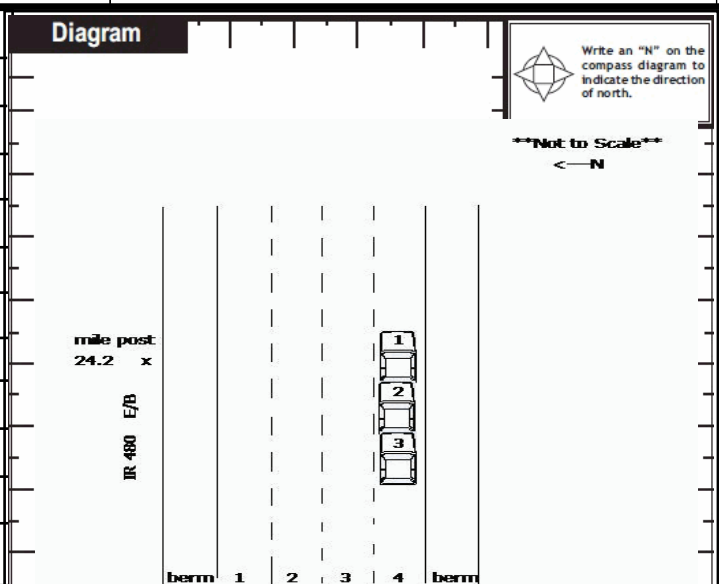 Diagram
Write an “N” on the
compass diagram to
indicate the direction
of north.
**Not to Scale**
<—N
mile post
24.2 x
IR 480 E/B
1
2
3
berm 1 2 3 4 berm